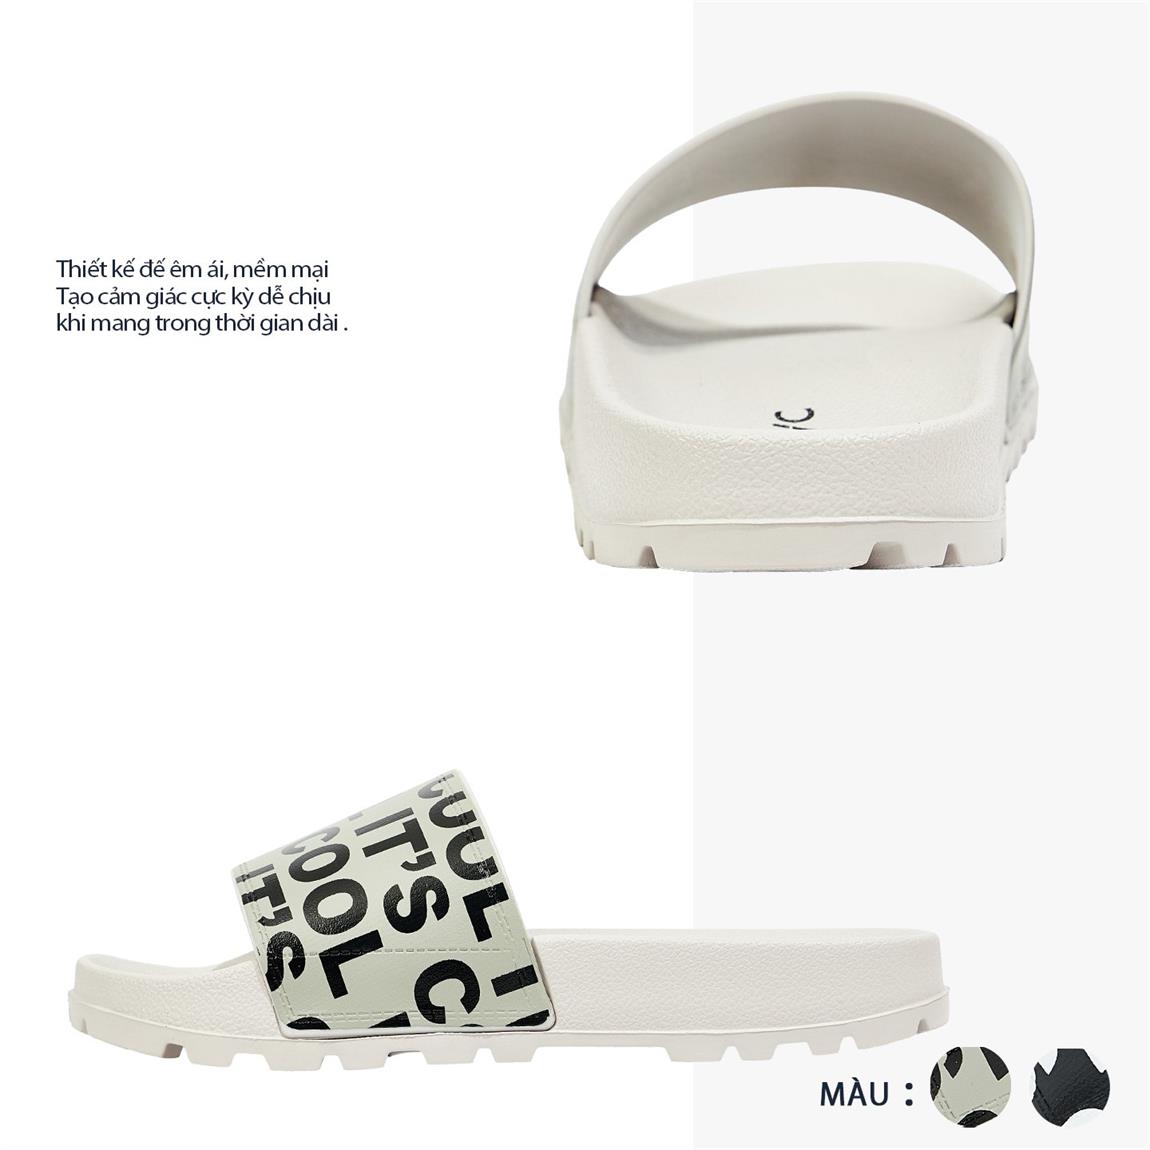 Thiết kế đế êm ái, mềm mại
Tạo cảm giác cực kỳ dễ chịu
khi mang trong thời gian dài .
COOL
IT'S
COOL
IT'S
MÀU :